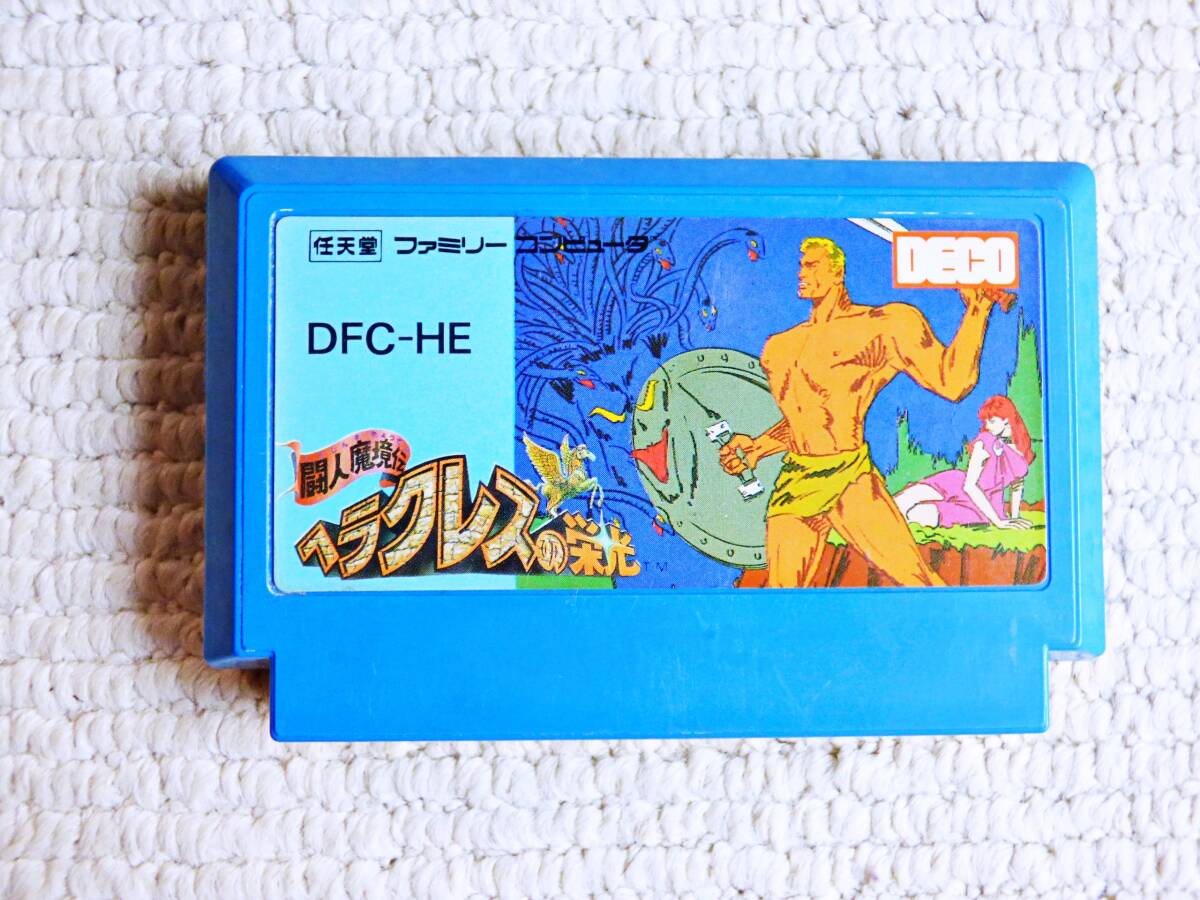 任天堂 ファミリー コンピュータ
DECO
DFC-HE
闘人魔境伝
ヘラクレスの栄光 TM